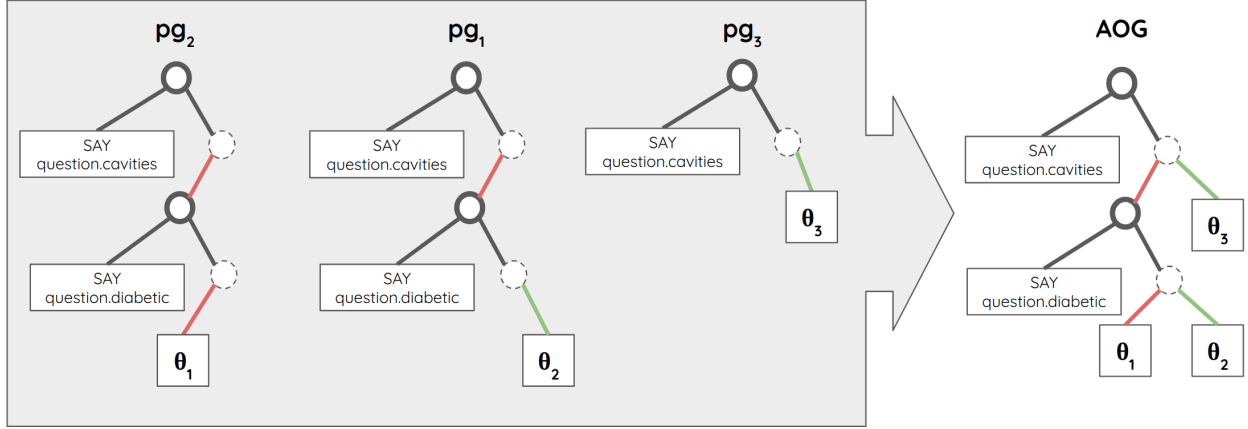 pg2
pg1
pg3
AOG
SAY
question.cavities
SAY
question.cavities
SAY
question.cavities
SAY
question.cavities
θ3
θ3
SAY
question.diabetic
SAY
question.diabetic
SAY
question.diabetic
θ1
θ2
θ1
θ2